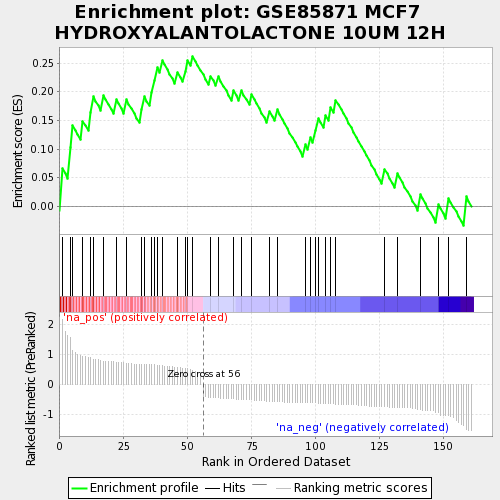 Enrichment plot: GSE85871 MCF7
HYDROXYALANTOLACTONE 10UM 12H
Enrichment score (ES)
0.25
0.20
0.15
0.10
0.05
0.00
'na_pos' (positively correlated)
Ranked list metric (PreRanked)
2
1
0
-1
Zero cross at 56
'na_neg' (negatively correlated)
0
25
50
75
100
125
150
Rank in Ordered Dataset
Enrichment profile
Hits
Ranking metric scores